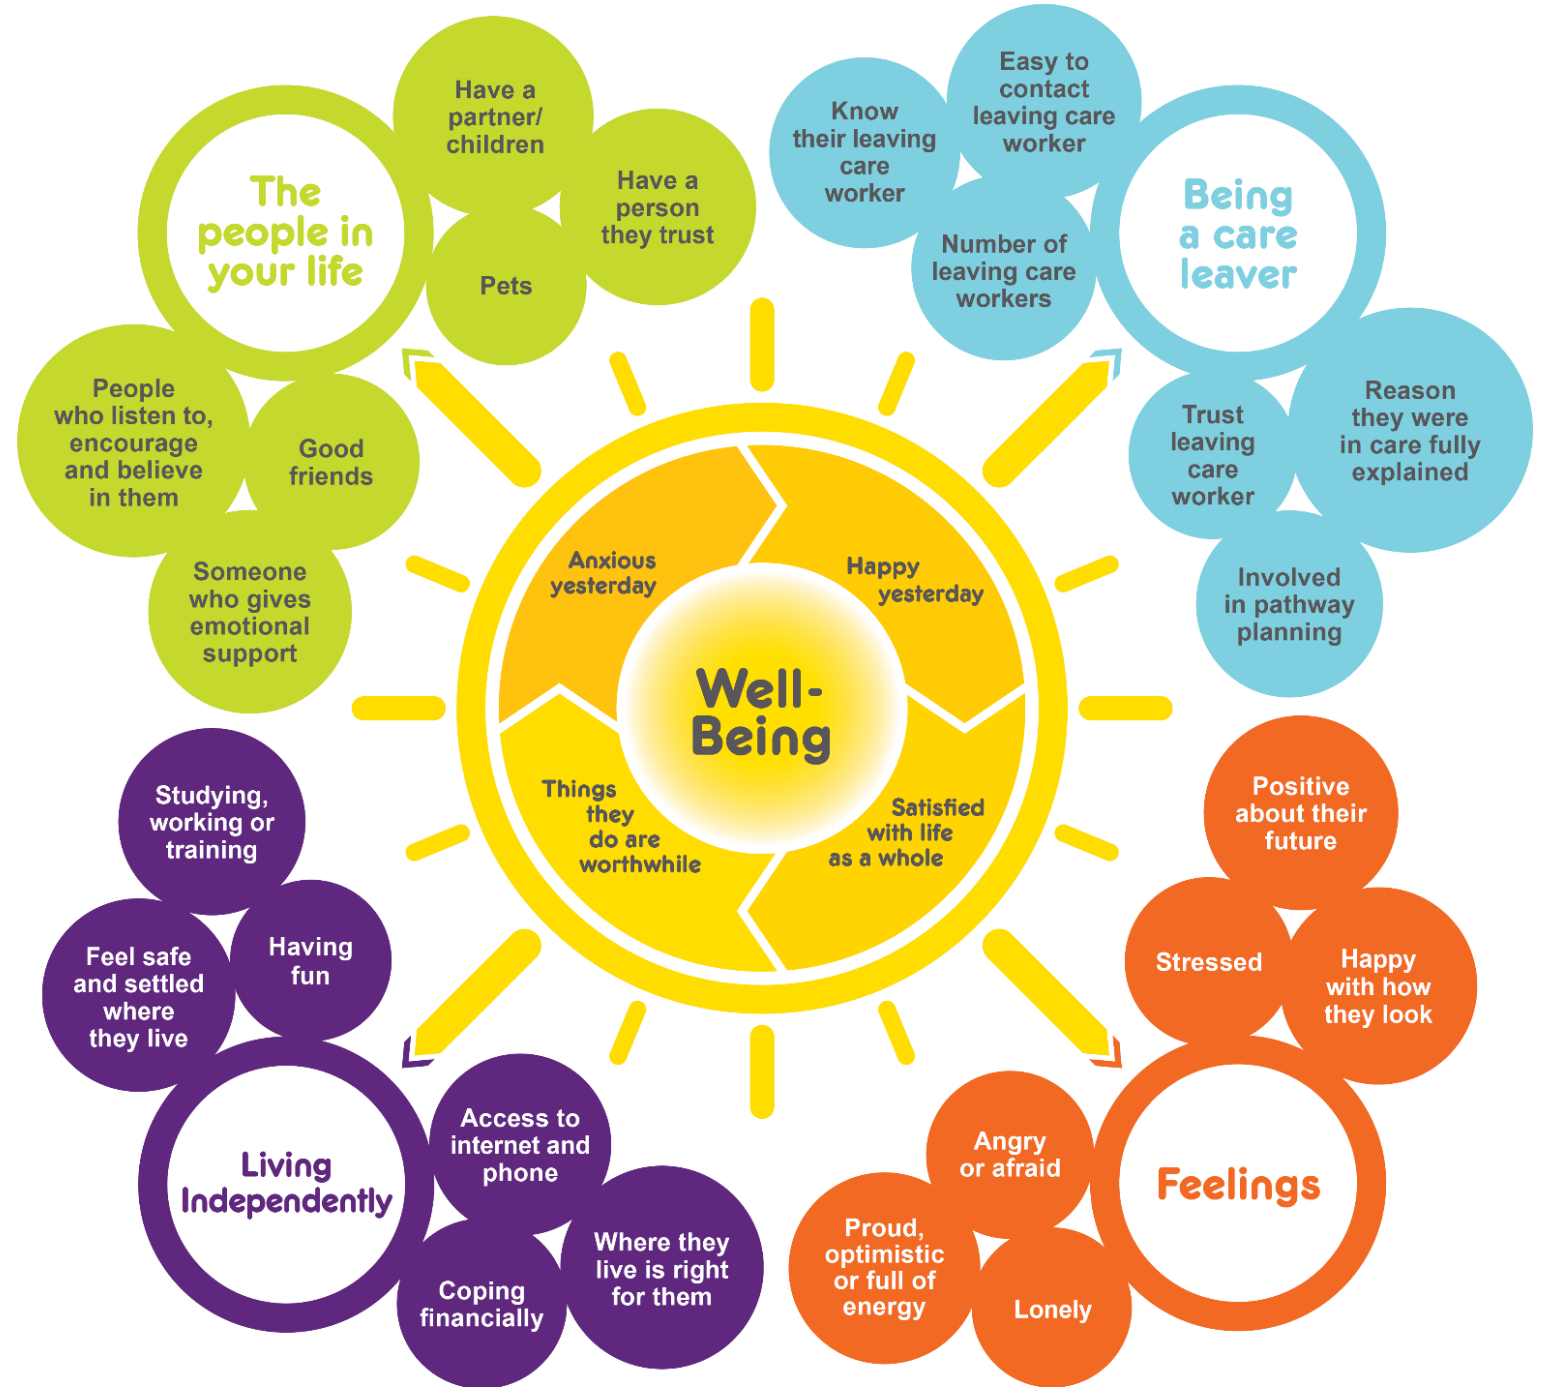 The
people in
your life
Have a
partner/
children
Have a
person
they trust
Pets
People
who listen to,
encourage
and believe
in them
Good
friends
Someone
who gives
emotional
support
Being
a care
leaver
Know
their leaving
care
worker
Easy to
contact
leaving care
worker
Number of
leaving care
workers
Trust
leaving
care
worker
Reason
they were
in care fully
explained
Involved
in pathway
planning
Well-
Being
Anxious
yesterday
Happy
yesterday
Things
they
do are
worthwhile
Satisfied
with life
as a whole
Living
Independently
Studying,
working or
training
Feel safe
and settled
where
they live
Having
fun
Access to
internet and
phone
Coping
financially
Where they
live is right
for them
Feelings
Positive
about their
future
Stressed
Happy
with how
they look
Angry
or afraid
Proud,
optimistic
or full of
energy
Lonely